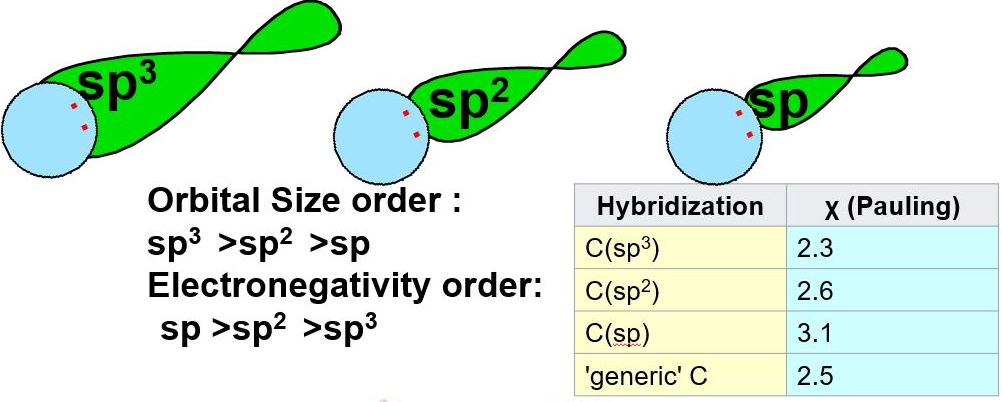 sp³
sp²
sp
Orbital Size order :
sp³ >sp² >sp
Electronegativity order:
sp >sp² >sp³
Hybridization χ (Pauling)
C(sp³) 2.3
C(sp²) 2.6
C(sp) 3.1
'generic' C 2.5